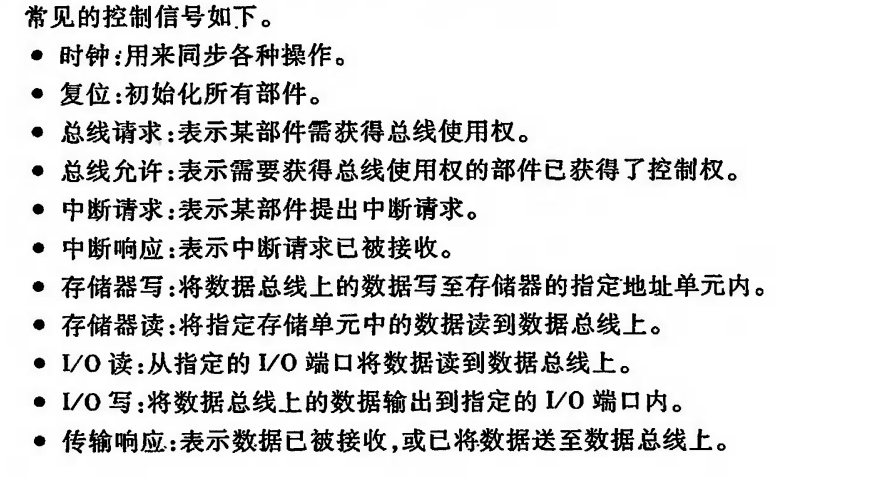 常见的控制信号如下。
● 时钟:用来同步各种操作。
● 复位:初始化所有部件。
● 总线请求:表示某部件需获得总线使用权。
● 总线允许:表示需要获得总线使用权的部件已获得了控制权。
● 中断请求:表示某部件提出中断请求。
● 中断响应:表示中断请求已被接收。
● 存储器写:将数据总线上的数据写至存储器的指定地址单元内。
● 存储器读:将指定存储单元中的数据读到数据总线上。
● I/O 读:从指定的 I/O 端口将数据读到数据总线上。
● I/O 写:将数据总线上的数据输出到指定的 I/O 端口内。
● 传输响应:表示数据已被接收,或已将数据送至数据总线上。